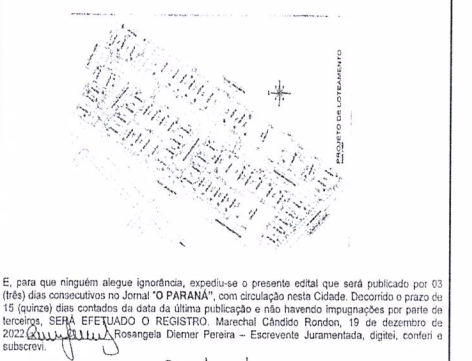 PROJETO DE LOTEAMENTO
E, para que ninguém alegue ignorância, expediu-se o presente edital que será publicado por 03
(três) dias consecutivos no Jornal "O PARANÁ", com circulação nesta Cidade. Decorrido o prazo de
15 (quinze) dias contados da data da última publicação e não havendo impugnações por parte de
terceiros, SERÁ EFETUADO O REGISTRO. Marechal Cândido Rondon, 19 de dezembro de
2022. Rosangela Diemer Pereira – Escrevente Juramentada, digitei, conferi e
subscrevi.